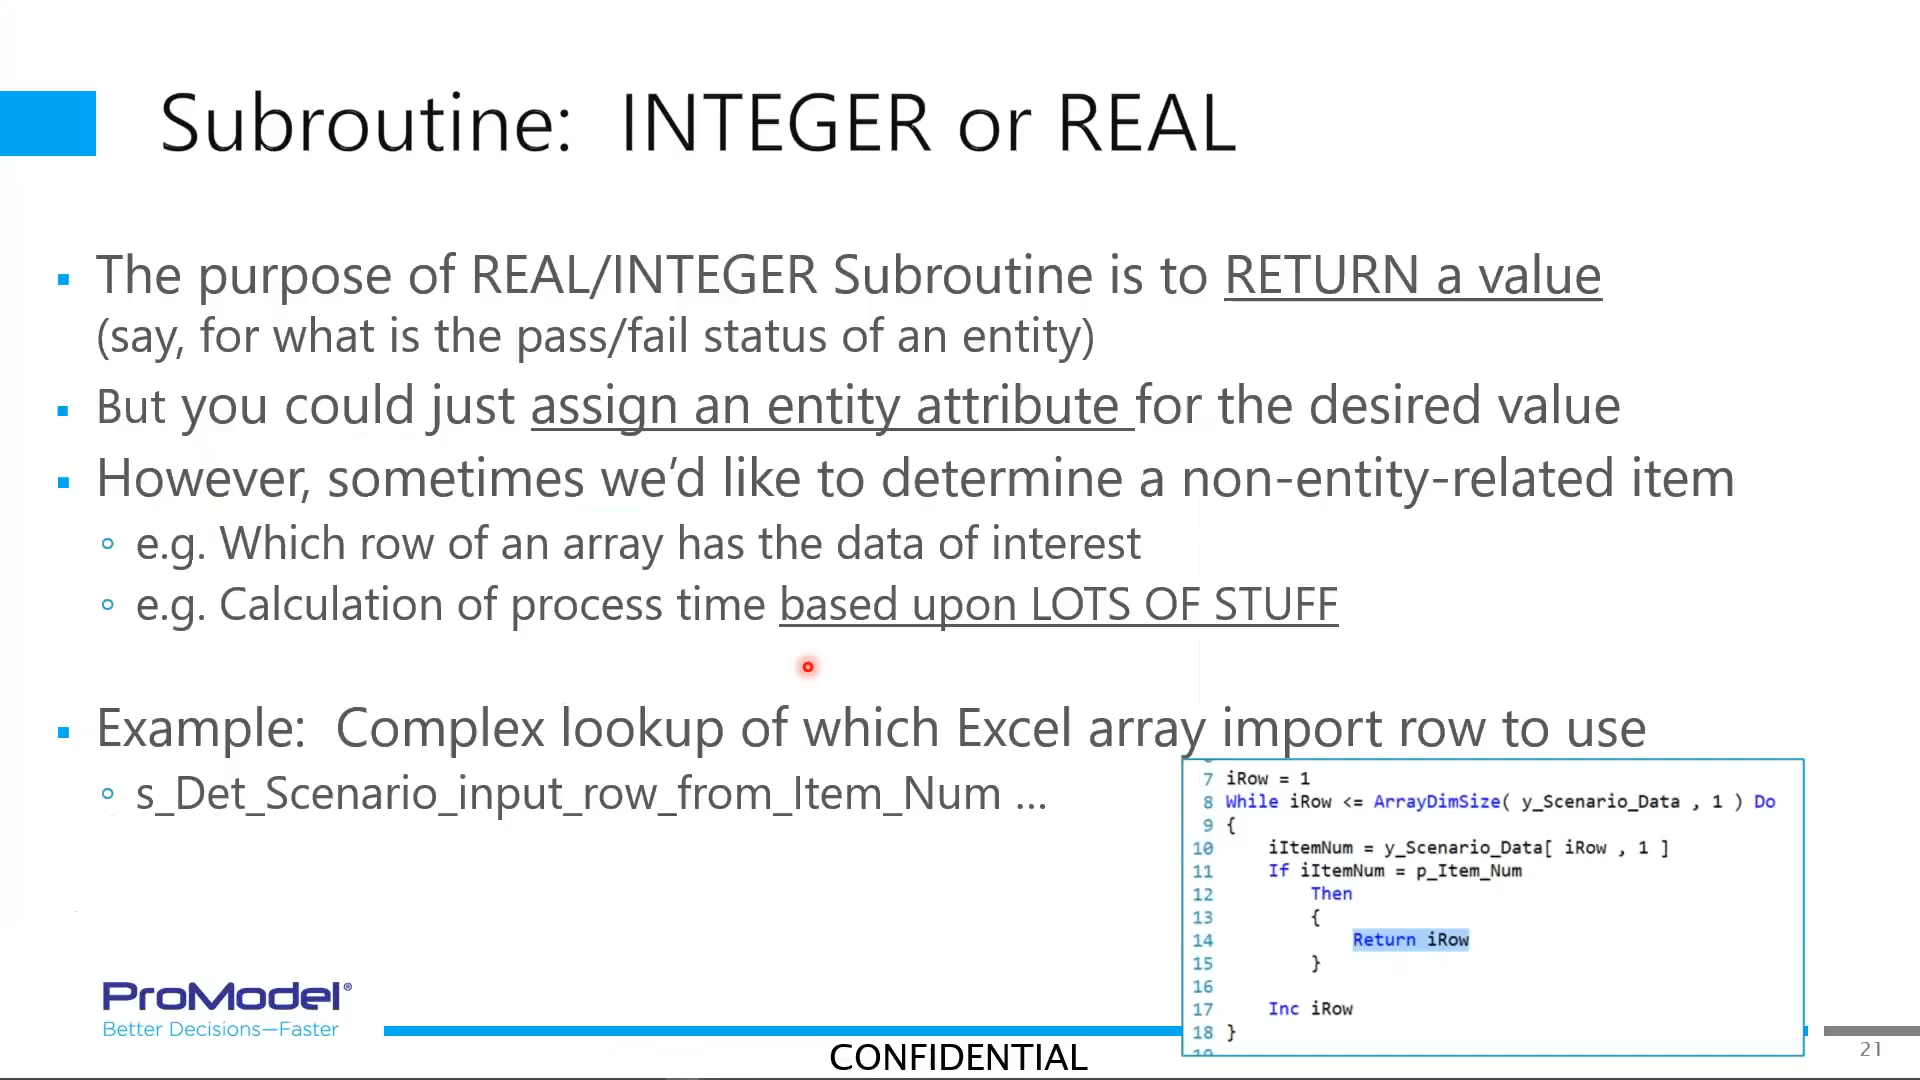 Subroutine: INTEGER or REAL
▪ The purpose of REAL/INTEGER Subroutine is to RETURN a value
(say, for what is the pass/fail status of an entity)
▪ But you could just assign an entity attribute for the desired value
▪ However, sometimes we’d like to determine a non-entity-related item
◦ e.g. Which row of an array has the data of interest
◦ e.g. Calculation of process time based upon LOTS OF STUFF
▪ Example: Complex lookup of which Excel array import row to use
◦ s_Det_Scenario_input_row_from_Item_Num ...
7 iRow = 1
8 While iRow <= ArrayDimSize( y_Scenario_Data , 1 ) Do
9 {
10 iItemNum = y_Scenario_Data[ iRow , 1 ]
11 If iItemNum = p_Item_Num
12 Then
13 {
14 Return iRow
15 }
16
17 Inc iRow
18 }
ProModel®
Better Decisions—Faster
CONFIDENTIAL
21